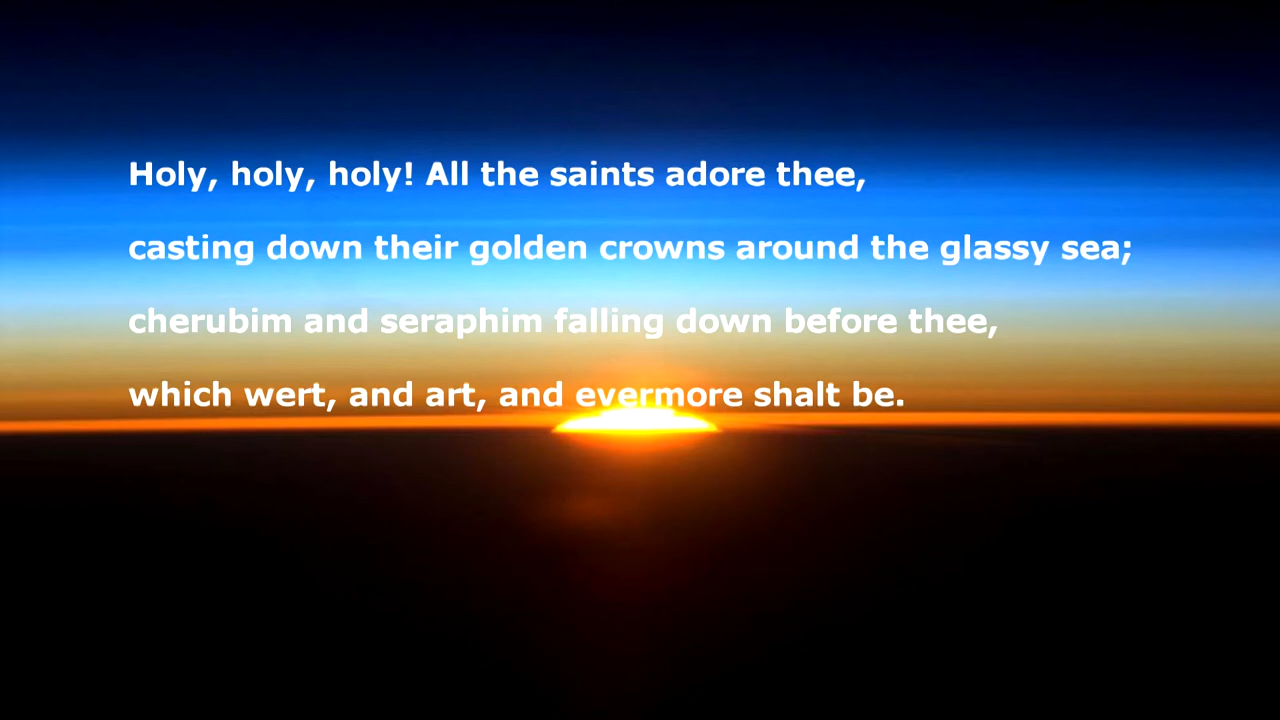 Holy, holy, holy! All the saints adore thee,
casting down their golden crowns around the glassy sea;
cherubim and seraphim falling down before thee,
which wert, and art, and evermore shalt be.